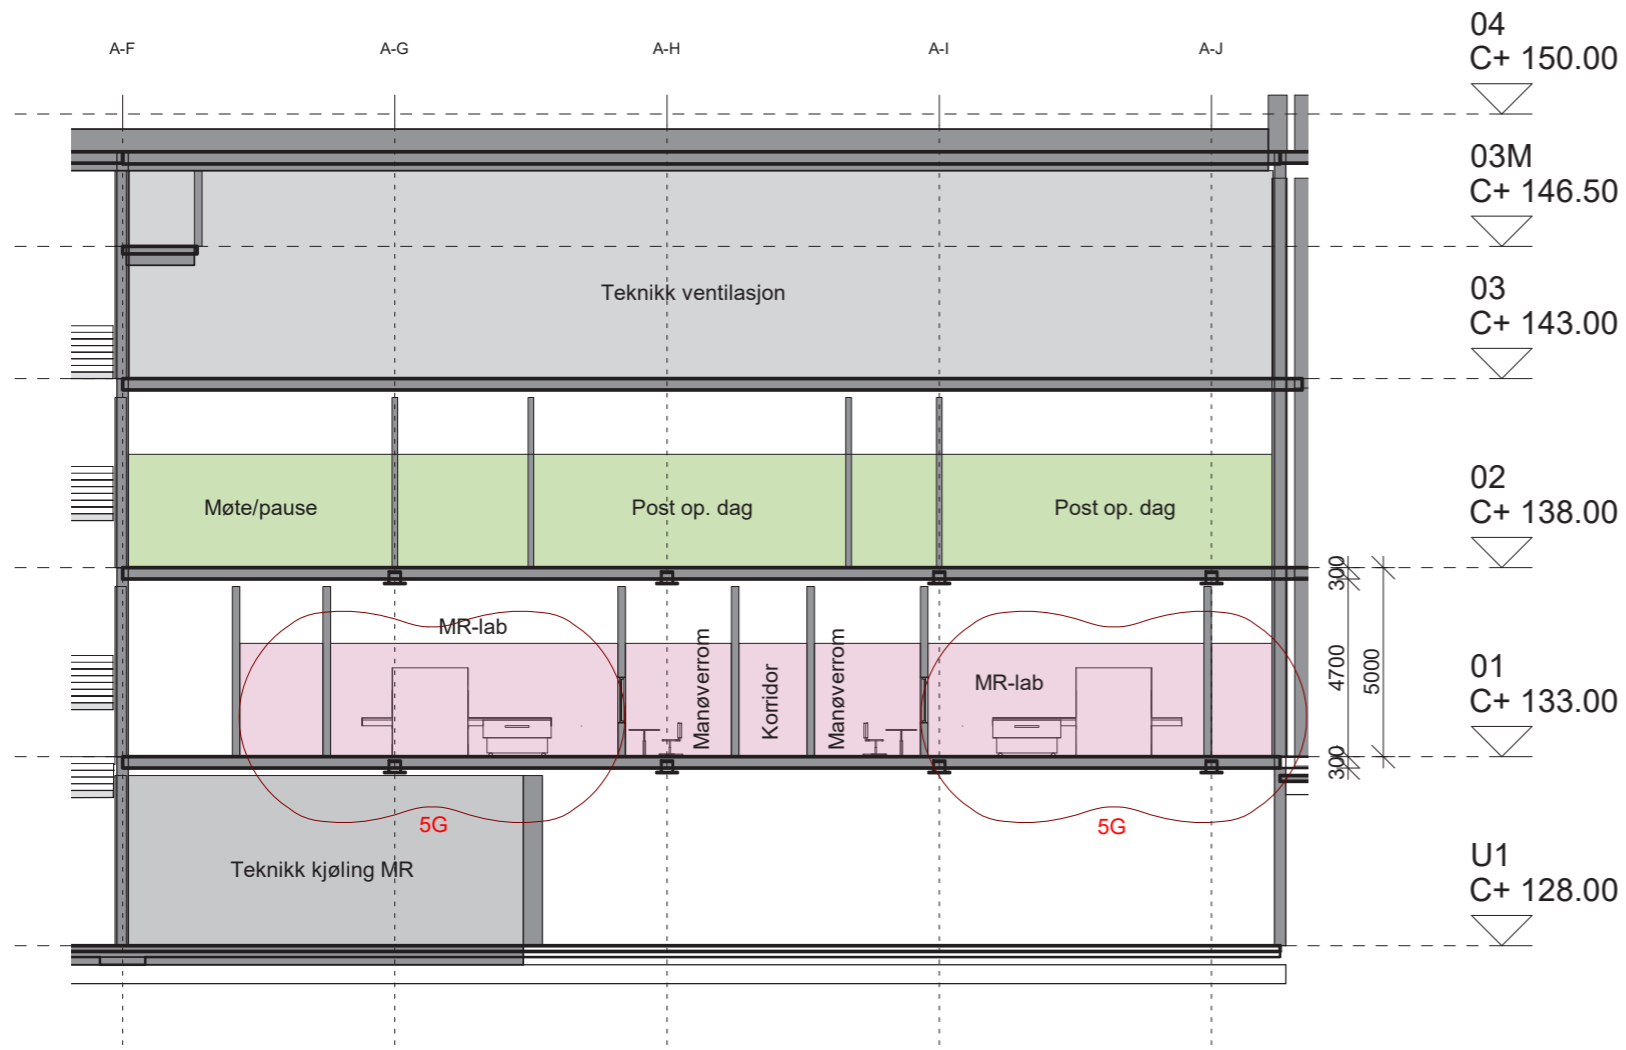 A-F
A-G
A-H
A-I
A-J
04
C+ 150.00
03M
C+ 146.50
03
C+ 143.00
Teknikk ventilasjon
02
C+ 138.00
Møte/pause
Post op. dag
Post op. dag
300
4700
5000
300
MR-lab
Manøverrom
Korridor
Manøverrom
MR-lab
01
C+ 133.00
5G
5G
Teknikk kjøling MR
U1
C+ 128.00